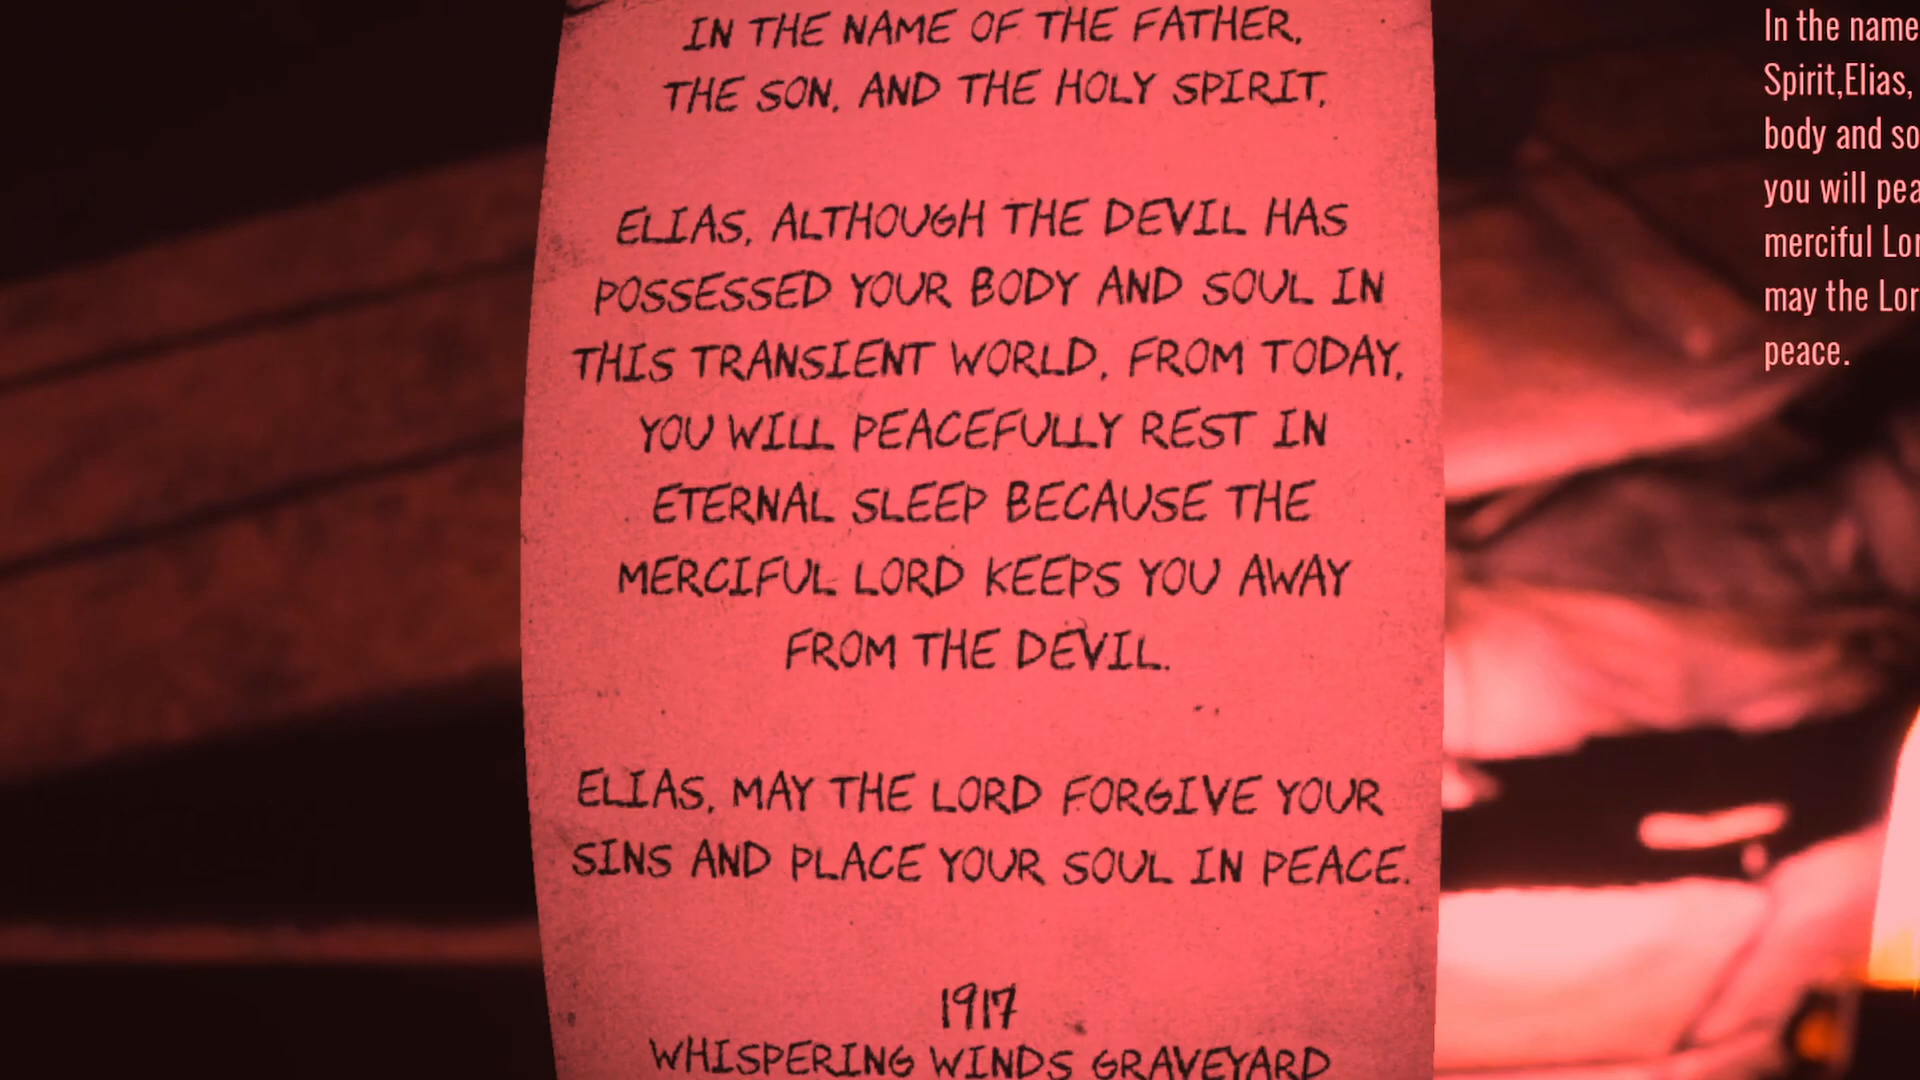 IN THE NAME OF THE FATHER,
THE SON, AND THE HOLY SPIRIT,
ELIAS, ALTHOUGH THE DEVIL HAS
POSSESSED YOUR BODY AND SOUL IN
THIS TRANSIENT WORLD, FROM TODAY,
YOU WILL PEACEFULLY REST IN
ETERNAL SLEEP BECAUSE THE
MERCIFUL LORD KEEPS YOU AWAY
FROM THE DEVIL.
ELIAS, MAY THE LORD FORGIVE YOUR
SINS AND PLACE YOUR SOUL IN PEACE.
1917
WHISPERING WINDS GRAVEYARD
In the name
Spirit,Elias,
body and so
you will pea
merciful Lor
may the Lor
peace.